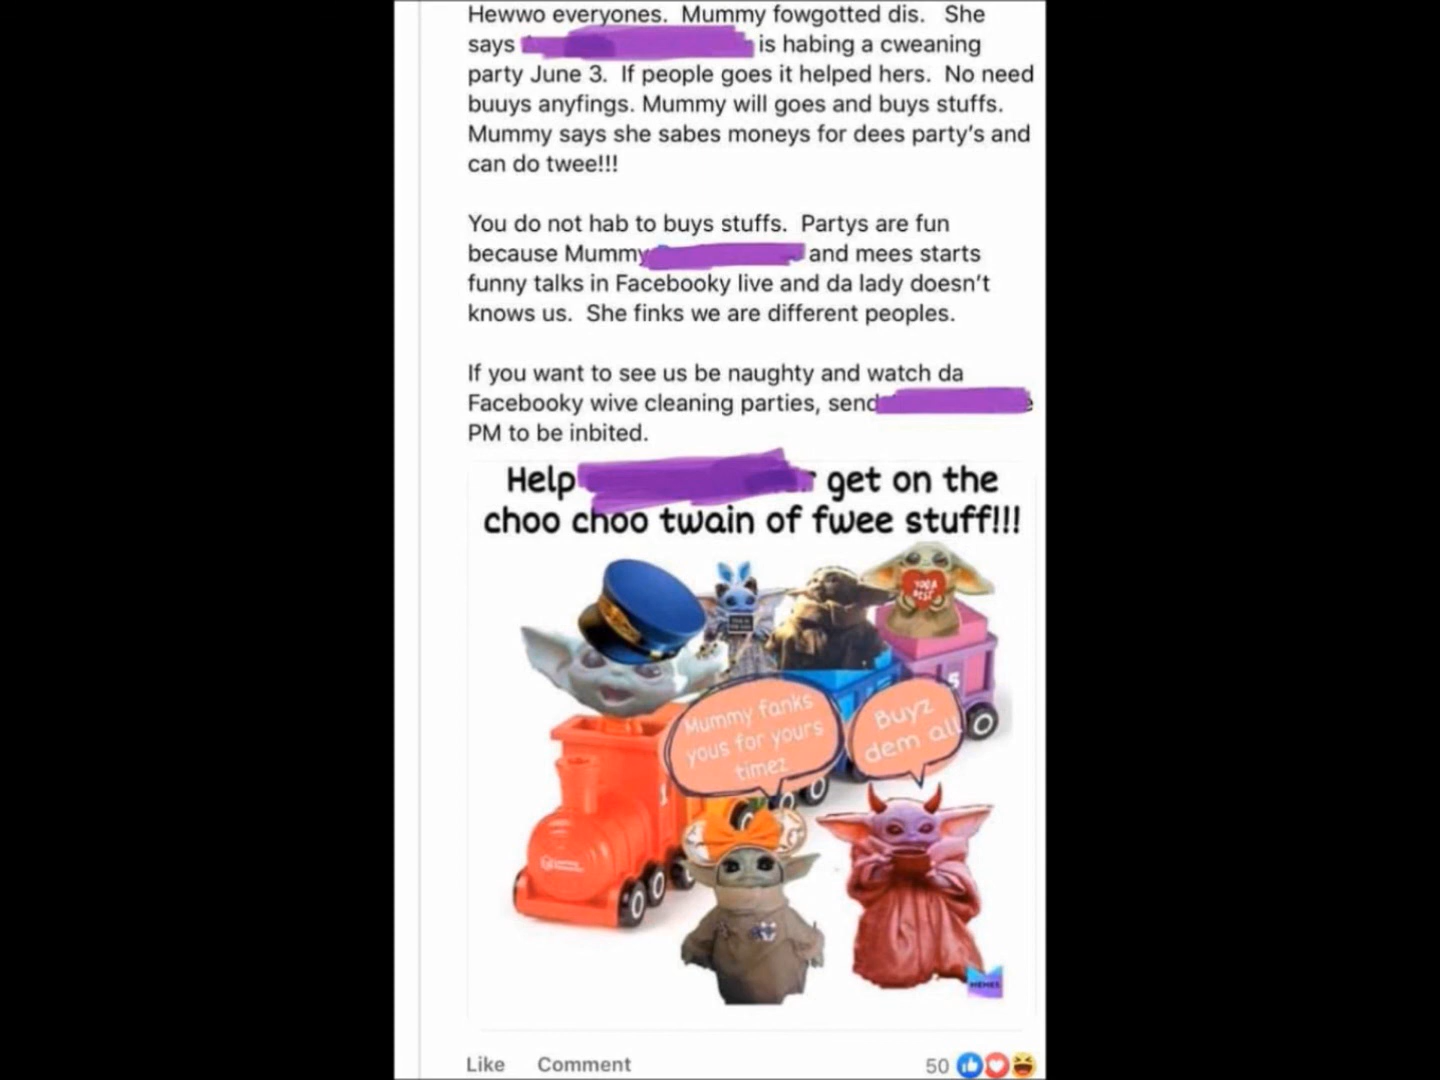 Hewwo everyones. Mummy fowgotted dis. She
says is habing a cweaning
party June 3. If people goes it helped hers. No need
buuys anyfings. Mummy will goes and buys stuffs.
Mummy says she sabes moneys for dees party's and
can do twee!!!
You do not hab to buys stuffs. Partys are fun
because Mummy and mees starts
funny talks in Facebooky live and da lady doesn't
knows us. She finks we are different peoples.
If you want to see us be naughty and watch da
Facebooky wive cleaning parties, send
PM to be inbited.
Help get on the
choo choo twain of fwee stuff!!!
YODA
BEST
5
Mummy fanks
yous for yours
timez
Buyz
dem all
1
MEMES
Like Comment 50